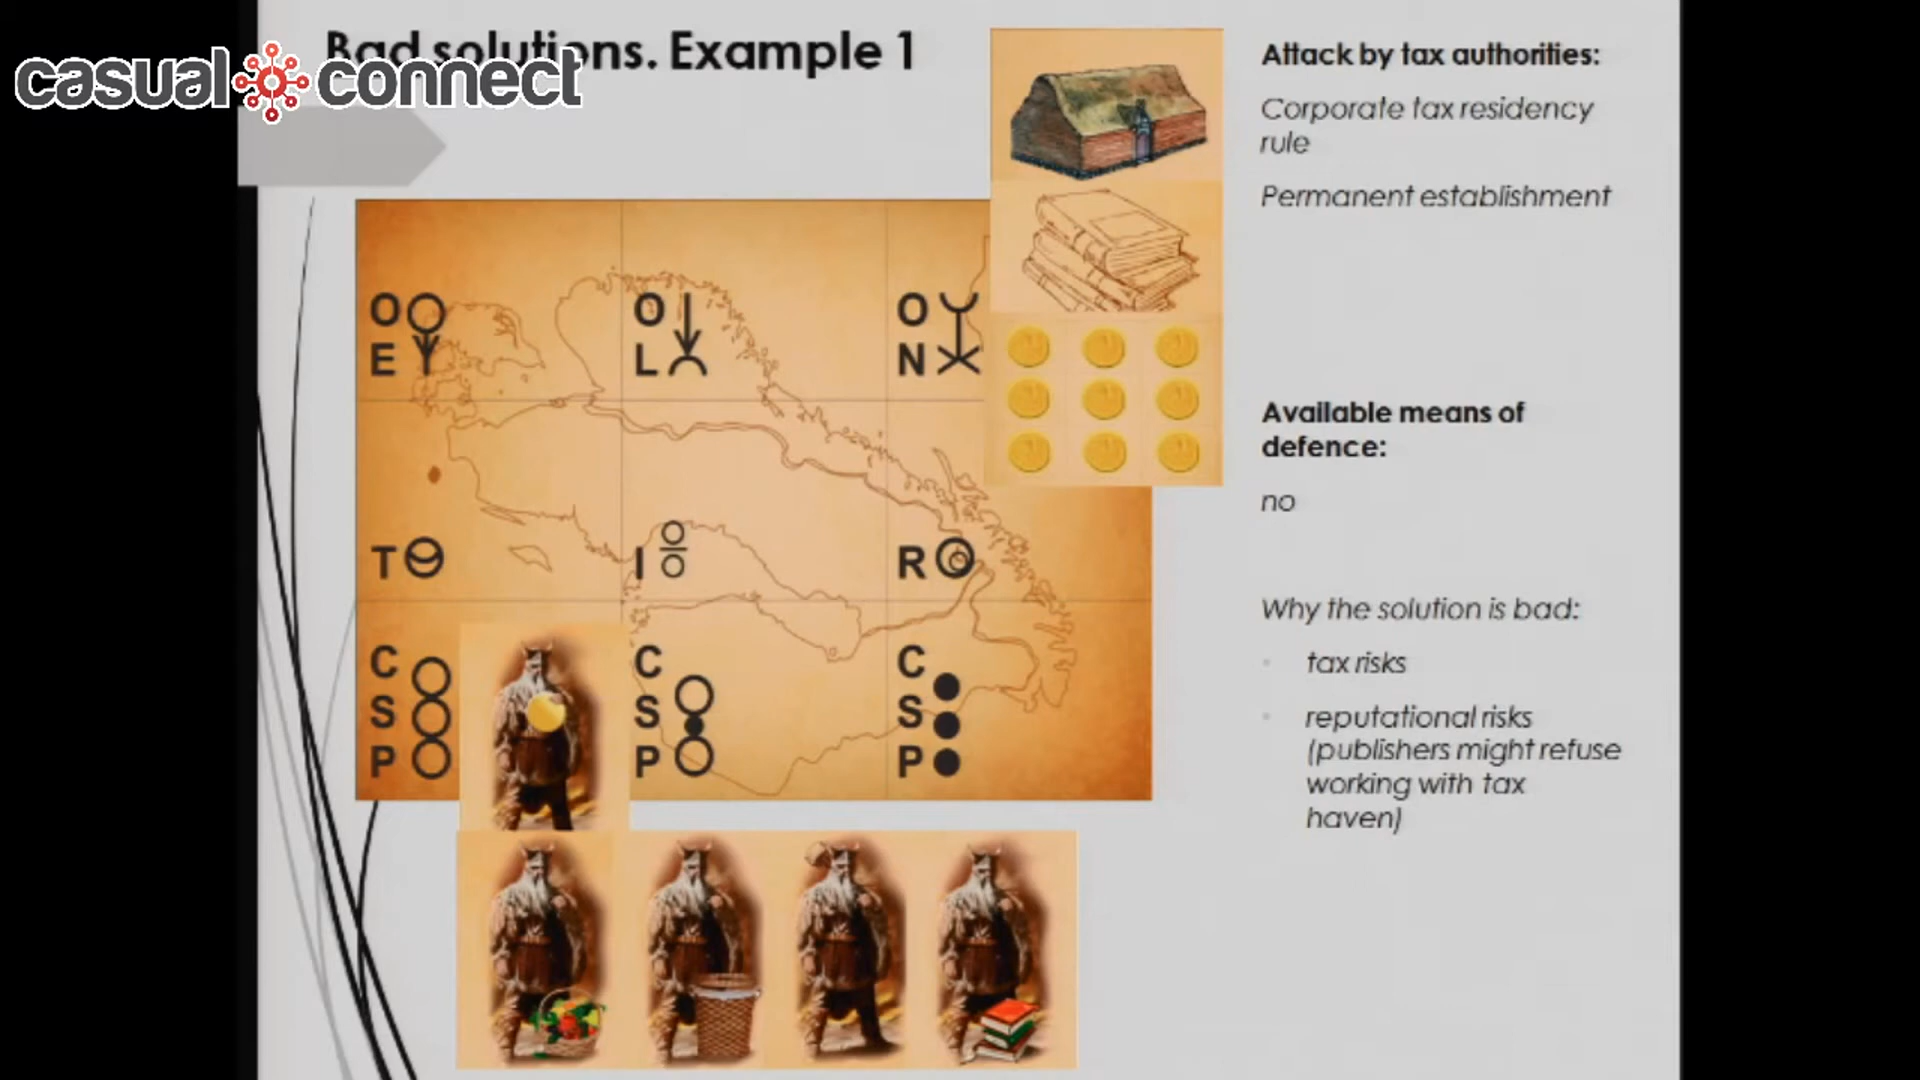 Bad solutions. Example 1
casual connect
Attack by tax authorities:
Corporate tax residency
rule
Permanent establishment
O
E
O
L
O
N
T
I
R
C
S
P
C
S
P
C
S
P
Available means of
defence:
no
Why the solution is bad:
tax risks
reputational risks
(publishers might refuse
working with tax
haven)